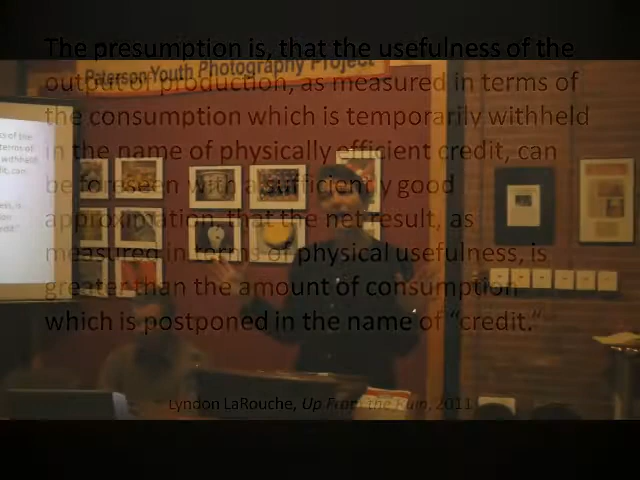 The presumption is, that the usefulness of the
Paterson Youth Photography Project
output of production, as measured in terms of
the consumption which is temporarily withheld
in the name of physically efficient credit, can
be foreseen with a sufficiently good
approximation, that the net result, as
measured in terms of physical usefulness, is
greater than the amount of consumption
which is postponed in the name of “credit.”
Lyndon LaRouche, Up From the Ruin, 2011